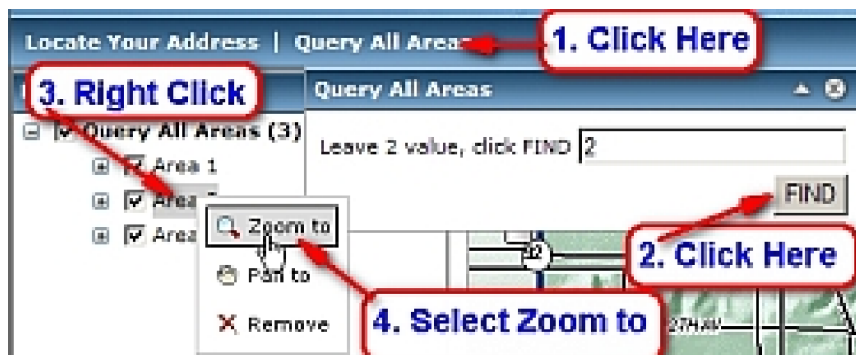 Locate Your Address | Query All Areas
1. Click Here
3. Right Click
Query All Areas
Query All Areas (3)
Leave 2 value, click FIND 2
Area 1
FIND
Area
Zoom to
Area
2. Click Here
Pan to
Remove
4. Select Zoom to